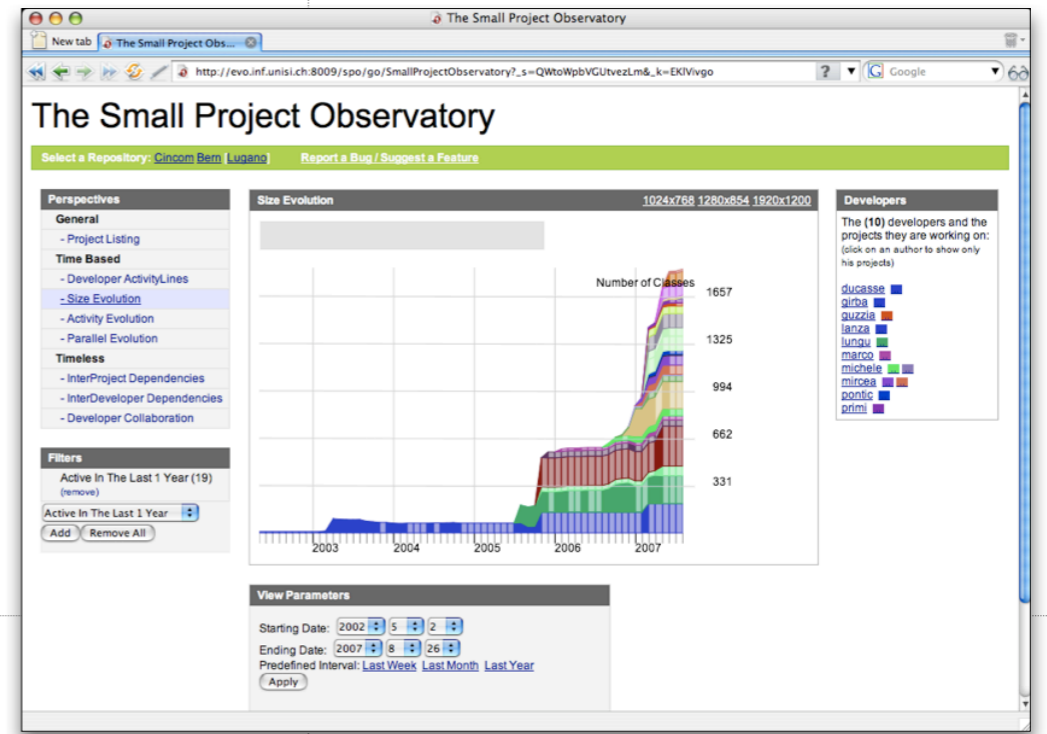 The Small Project Observatory
New tab
The Small Project Obs...
http://evo.inf.unisi.ch:8009/spo/go/SmallProjectObservatory?_s=QWtoWpbVGUtvezLm&_k=EKIVivgo
?
G Google
The Small Project Observatory
Select a Repository: Cincom Bern [Lugano] Report a Bug / Suggest a Feature
Perspectives
General
- Project Listing
Time Based
- Developer ActivityLines
- Size Evolution
- Activity Evolution
- Parallel Evolution
Timeless
- InterProject Dependencies
- InterDeveloper Dependencies
- Developer Collaboration
Filters
Active In The Last 1 Year (19)
(remove)
Active In The Last 1 Year
Add Remove All
Size Evolution 1024x768 1280x854 1920x1200
Number of Classes
1657
1325
994
662
331
2003 2004 2005 2006 2007
View Parameters
Starting Date: 2002 5 2
Ending Date: 2007 8 26
Predefined Interval: Last Week Last Month Last Year
Apply
Developers
The (10) developers and the
projects they are working on:
(click on an author to show only
his projects)
ducasse
girba
guzzia
lanza
lungu
marco
michele
mircea
pontic
primi